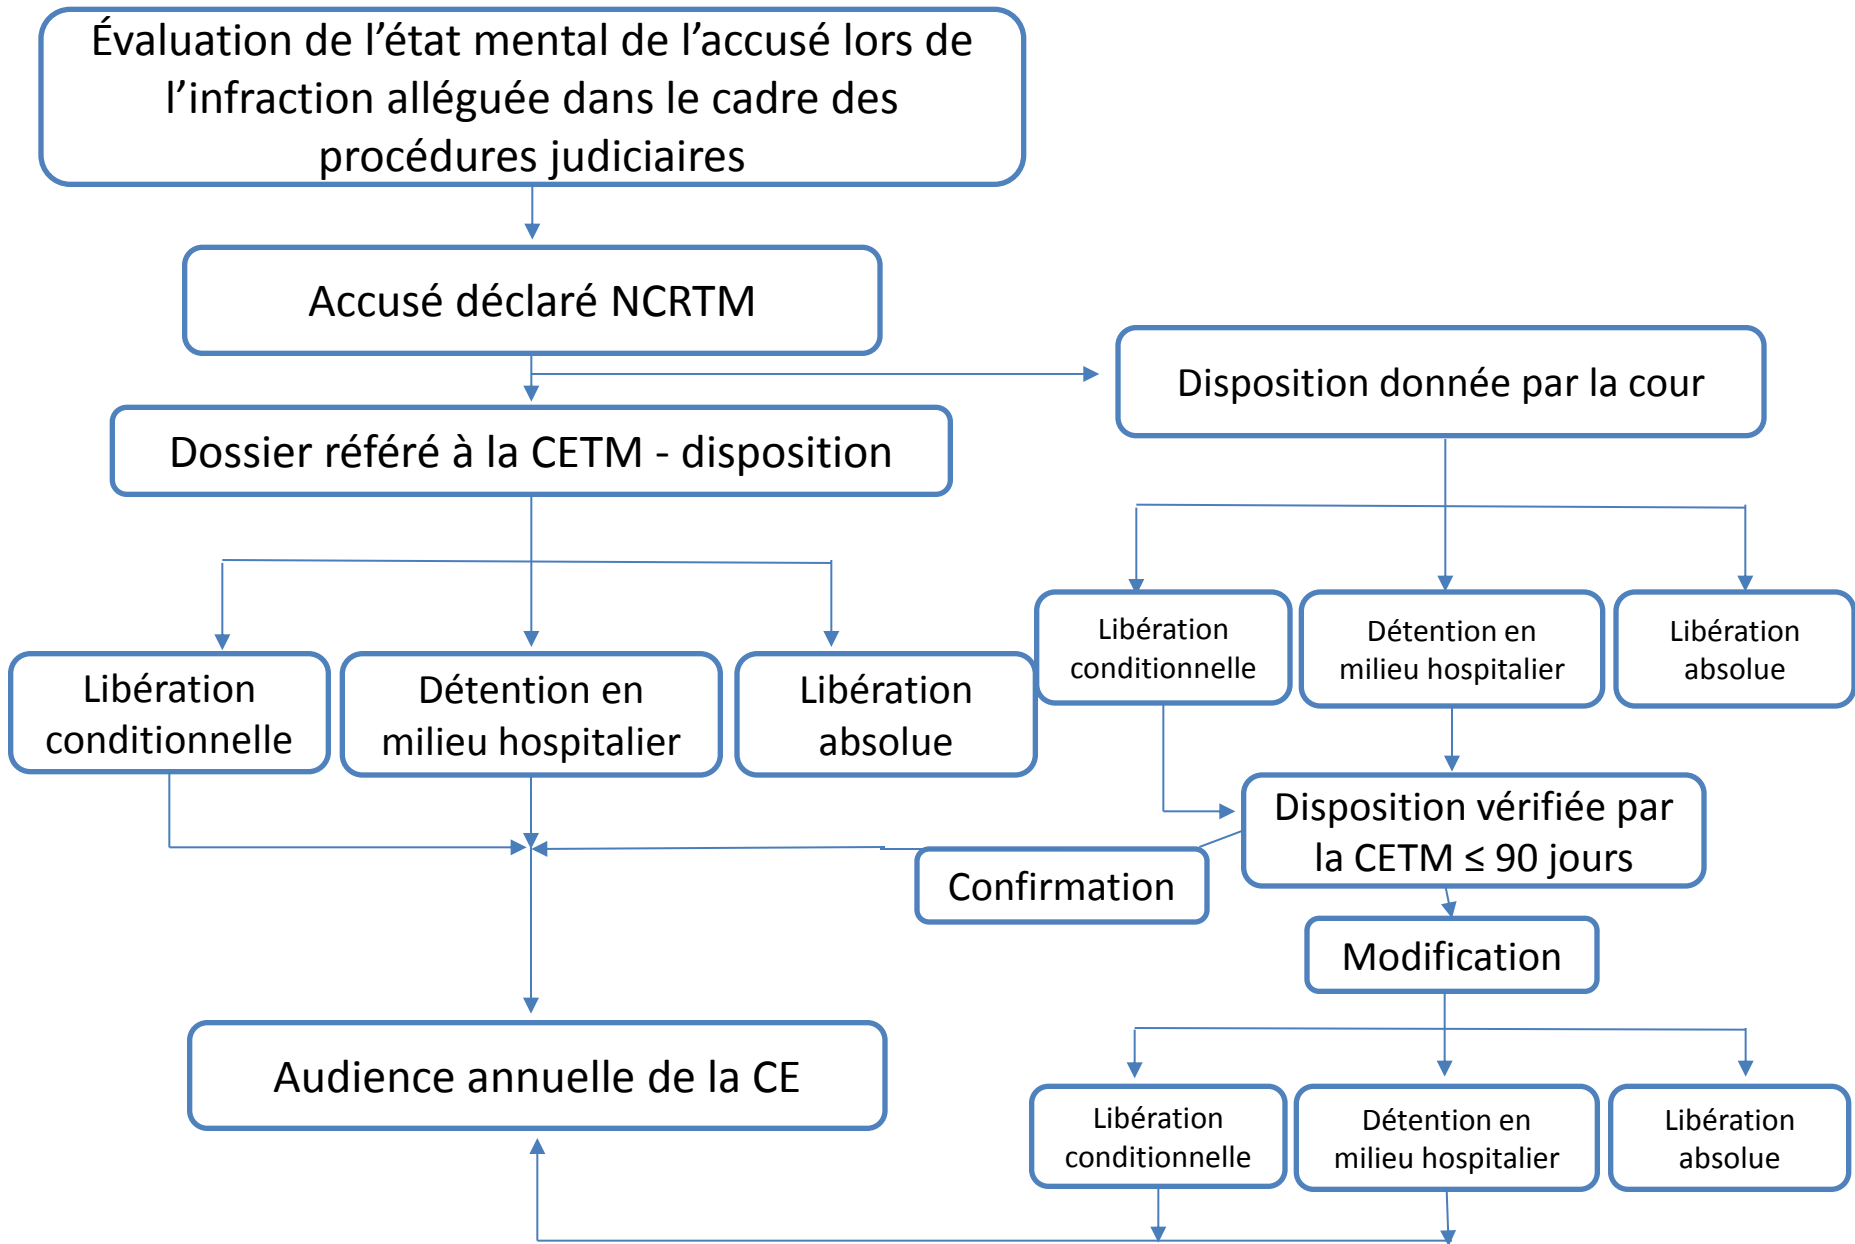 Évaluation de l’état mental de l’accusé lors de
l’infraction alléguée dans le cadre des
procédures judiciaires
Accusé déclaré NCRTM
Disposition donnée par la cour
Dossier référé à la CETM - disposition
Libération
conditionnelle
Détention en
milieu hospitalier
Libération
absolue
Libération
conditionnelle
Détention en
milieu hospitalier
Libération
absolue
Disposition vérifiée par
la CETM ≤ 90 jours
Confirmation
Modification
Audience annuelle de la CE
Libération
conditionnelle
Détention en
milieu hospitalier
Libération
absolue